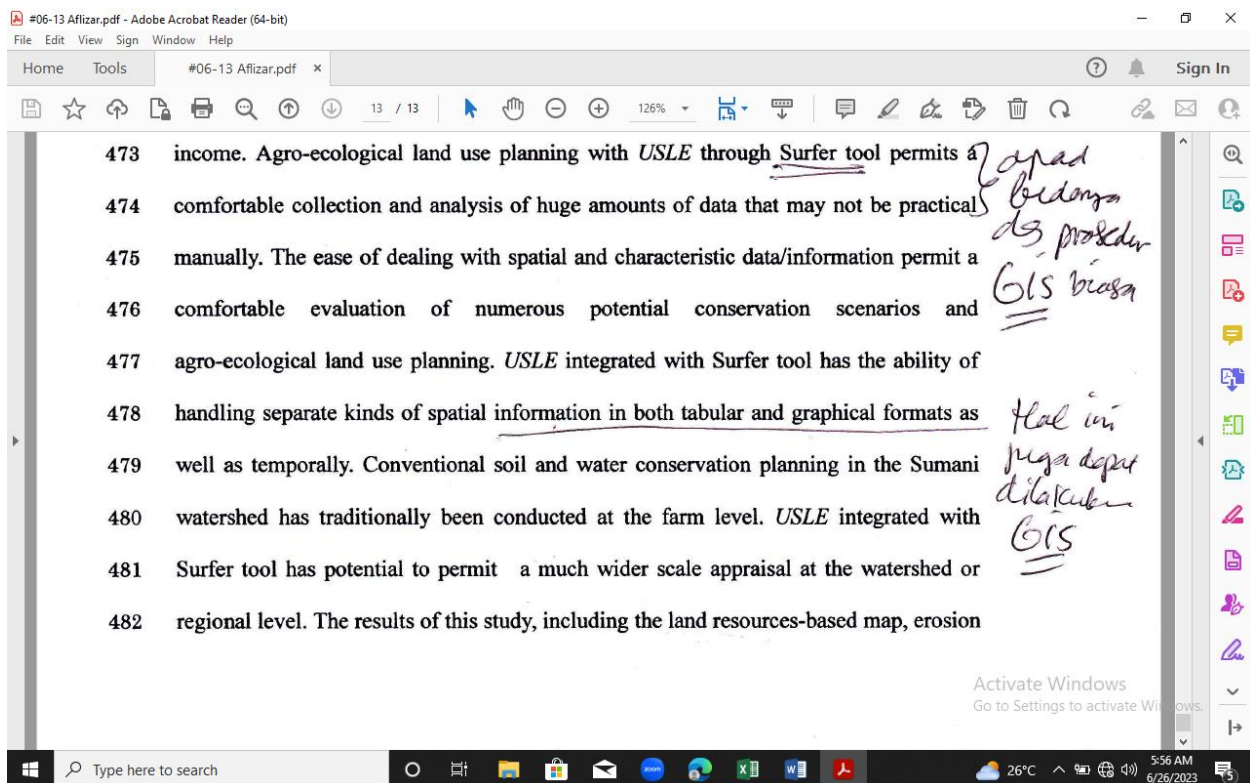 #06-13 Aflizar.pdf - Adobe Acrobat Reader (64-bit)
File Edit View Sign Window Help
Home Tools #06-13 Aflizar.pdf × Sign In
13 / 13 126%
473 income. Agro-ecological land use planning with USLE through Surfer tool permits a
474 comfortable collection and analysis of huge amounts of data that may not be practical
475 manually. The ease of dealing with spatial and characteristic data/information permit a
476 comfortable evaluation of numerous potential conservation scenarios and
477 agro-ecological land use planning. USLE integrated with Surfer tool has the ability of
478 handling separate kinds of spatial information in both tabular and graphical formats as
479 well as temporally. Conventional soil and water conservation planning in the Sumani
480 watershed has traditionally been conducted at the farm level. USLE integrated with
481 Surfer tool has potential to permit a much wider scale appraisal at the watershed or
482 regional level. The results of this study, including the land resources-based map, erosion
bedanya
dg prosedur
GIS biasa
Hal ini
juga dapat
dilakukan
GIS
Activate Windows
Go to Settings to activate Windows.
Type here to search
zoom
26°C
5:56 AM
6/26/2023
5